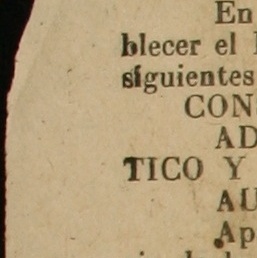 En
blecer el
siguientes
CON
AD
TICO Y
AU
Ap